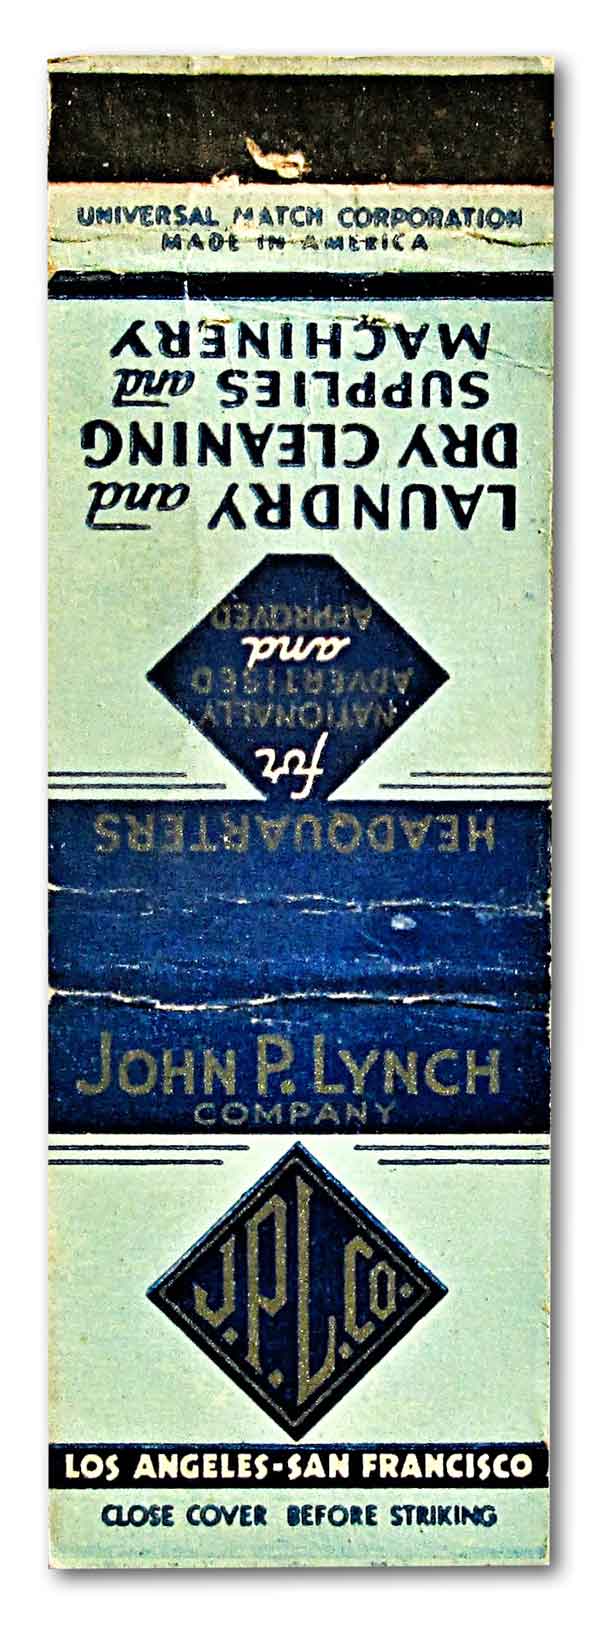 UNIVERSAL MATCH CORPORATION
MADE IN AMERICA
HEADQUARTERS
for
NATIONALLY
ADVERTISED
and
APPROVED
LAUNDRY and
DRY CLEANING
SUPPLIES and
MACHINERY
JOHN P. LYNCH
COMPANY
J.P.L.CO.
LOS ANGELES-SAN FRANCISCO
CLOSE COVER BEFORE STRIKING